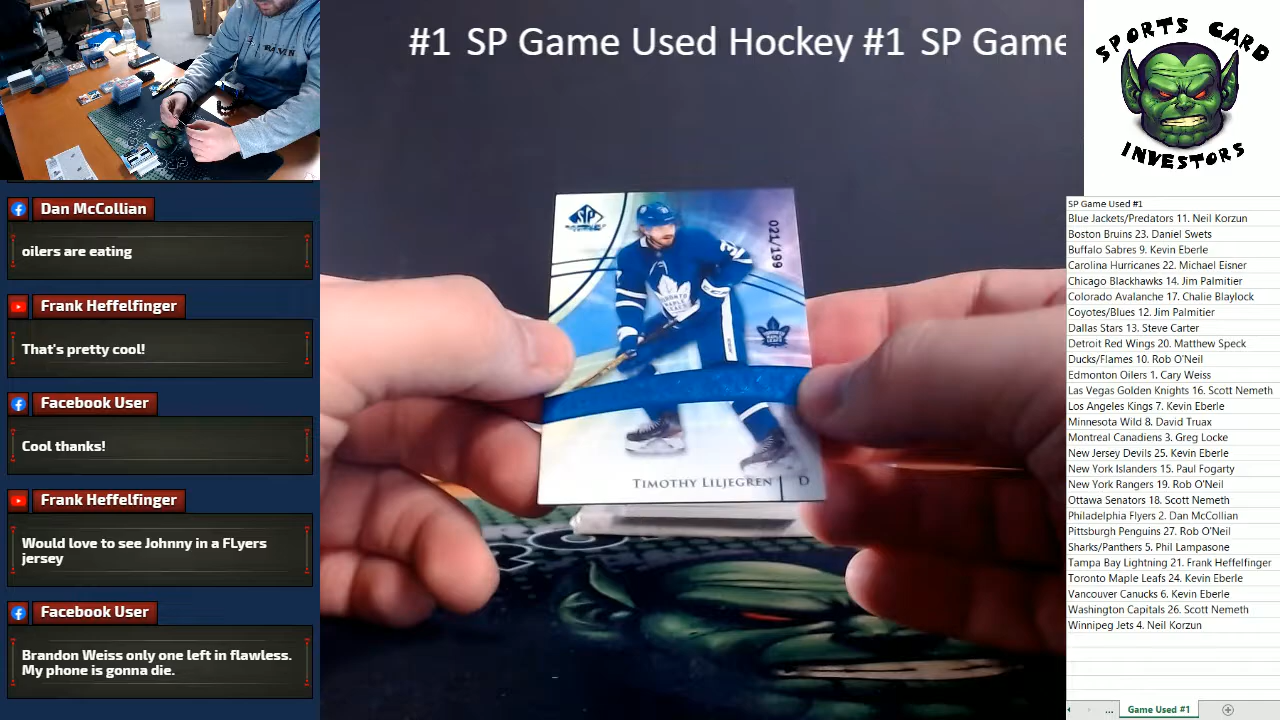 #1 SP Game Used Hockey #1 SP Game
SPORTS CARD
INVESTORS
Dan McCollian
oilers are eating
Frank Heffelfinger
That's pretty cool!
Facebook User
Cool thanks!
Frank Heffelfinger
Would love to see Johnny in a FLyers
jersey
Facebook User
Brandon Weiss only one left in flawless.
My phone is gonna die.
SP
021/199
TORONTO
MAPLE
LEAFS
TIMOTHY LILJEGREN D
SP Game Used #1
Blue Jackets/Predators 11. Neil Korzun
Boston Bruins 23. Daniel Swets
Buffalo Sabres 9. Kevin Eberle
Carolina Hurricanes 22. Michael Eisner
Chicago Blackhawks 14. Jim Palmitier
Colorado Avalanche 17. Chalie Blaylock
Coyotes/Blues 12. Jim Palmitier
Dallas Stars 13. Steve Carter
Detroit Red Wings 20. Matthew Speck
Ducks/Flames 10. Rob O'Neil
Edmonton Oilers 1. Cary Weiss
Las Vegas Golden Knights 16. Scott Nemeth
Los Angeles Kings 7. Kevin Eberle
Minnesota Wild 8. David Truax
Montreal Canadiens 3. Greg Locke
New Jersey Devils 25. Kevin Eberle
New York Islanders 15. Paul Fogarty
New York Rangers 19. Rob O'Neil
Ottawa Senators 18. Scott Nemeth
Philadelphia Flyers 2. Dan McCollian
Pittsburgh Penguins 27. Rob O'Neil
Sharks/Panthers 5. Phil Lampasone
Tampa Bay Lightning 21. Frank Heffelfinger
Toronto Maple Leafs 24. Kevin Eberle
Vancouver Canucks 6. Kevin Eberle
Washington Capitals 26. Scott Nemeth
Winnipeg Jets 4. Neil Korzun
... Game Used #1